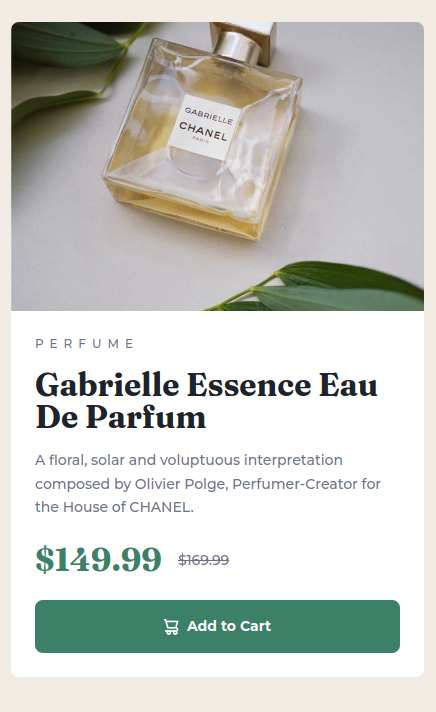 GABRIELLE
CHANEL
PARIS
PERFUME
Gabrielle Essence Eau
De Parfum
A floral, solar and voluptuous interpretation
composed by Olivier Polge, Perfumer-Creator for
the House of CHANEL.
$149.99 $169.99
Add to Cart